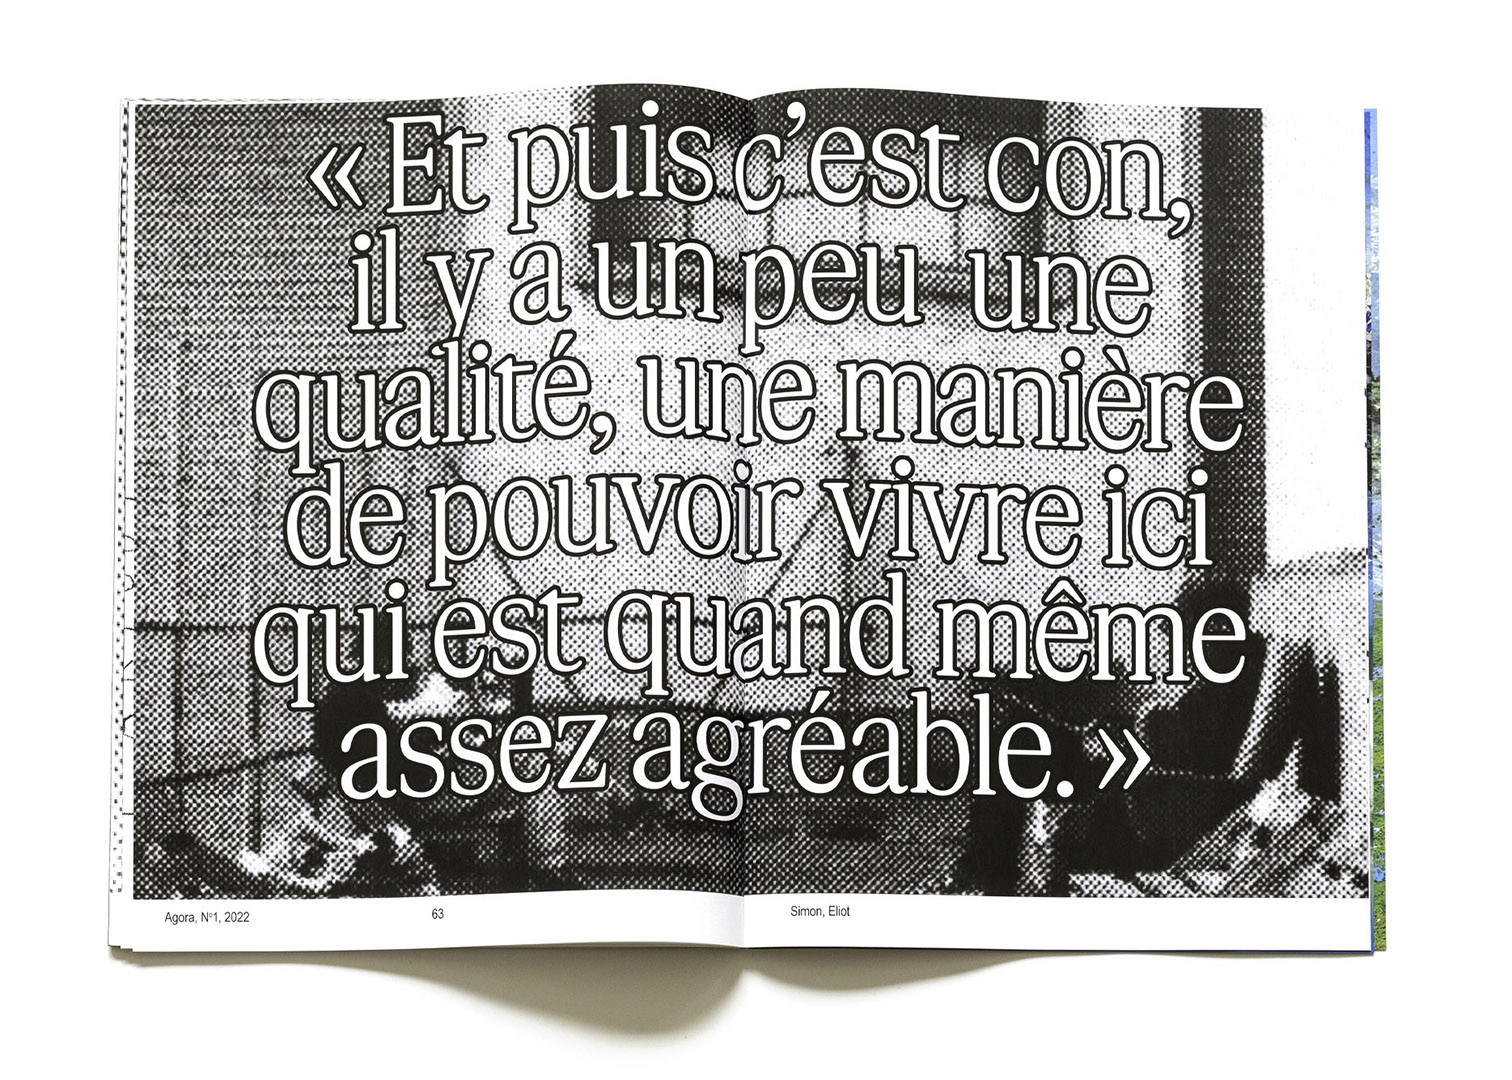 « Et puis c’est con,
il y a un peu une
qualité, une manière
de pouvoir vivre ici
qui est quand même
assez agréable. »
Agora, N°1, 2022
63
Simon, Eliot